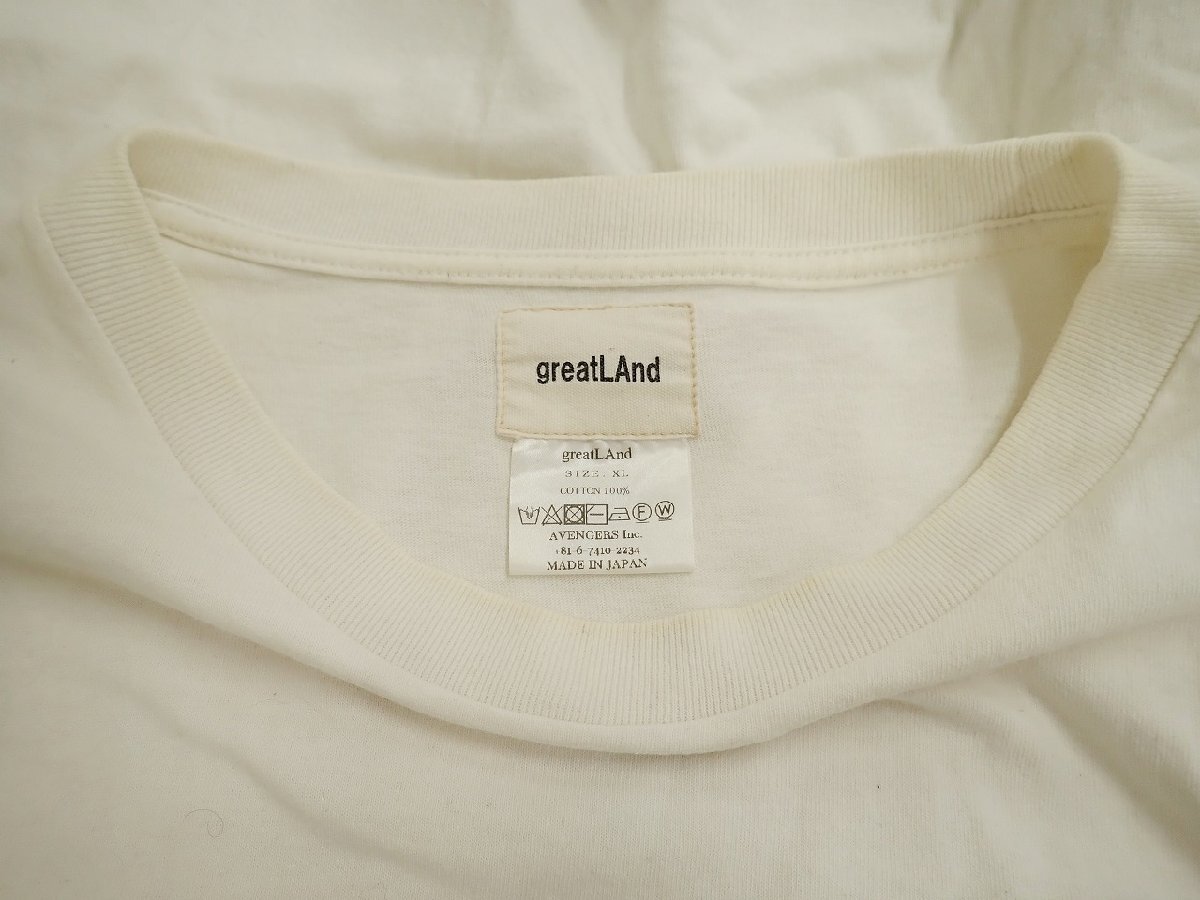 greatLAnd
greatLAnd
SIZE : XL
COTTON 100%
F W
AVENGERS Inc.
+81-6-7410-2234
MADE IN JAPAN